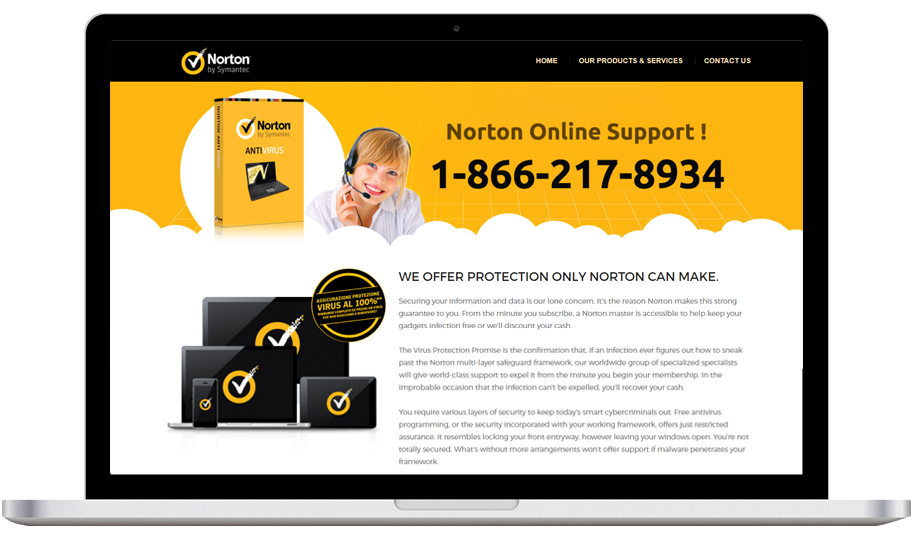 Norton
by Symantec
HOME
OUR PRODUCTS & SERVICES
CONTACT US
Norton
by Symantec
ANTIVIRUS
NORTON ANTI
Norton Online Support !
1-866-217-8934
WE OFFER PROTECTION ONLY NORTON CAN MAKE.
Securing your information and data is our lone concern. It's the reason Norton makes this strong
guarantee to you: From the minute you subscribe, a Norton master is accessible to help keep your
gadgets infection free or we'll discount your cash.
The Virus Protection Promise is the confirmation that, if an infection ever figures out how to sneak
past the Norton multi-layer safeguard framework, our worldwide group of specialized specialists
will give world-class support to expel it from the minute you begin your membership. In the
improbable occasion that the infection can't be expelled, you'll recover your cash.
You require various layers of security to keep today's smart cybercriminals out. Free antivirus
programming, or the security incorporated with your working framework, offers just restricted
assurance. It resembles locking your front entryway, however leaving your windows open. You're not
totally secured. What's without more arrangements won't offer support if malware penetrates your
framework.
ASSICURAZIONE PROTEZIONE
VIRUS AL 100%**